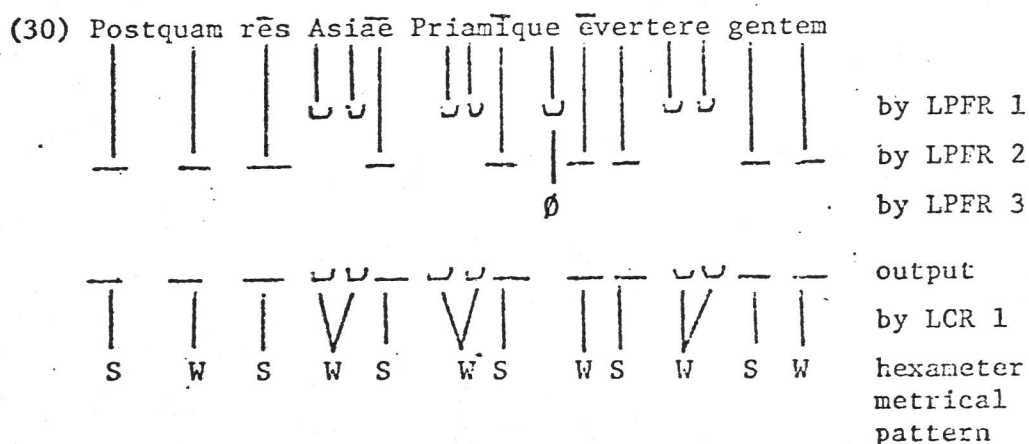 (30) Postquam rēs Asiāē Priamīque ēvertere gentem
∪ ∪ ∪ ∪ ∪ ∪ ∪ by LPFR 1
— — — — — — — — — by LPFR 2
Ø by LPFR 3
— — — ∪ ∪ — ∪ ∪ — — — ∪ ∪ — — output
by LCR 1
S W S W S W S W S W S W hexameter
metrical
pattern